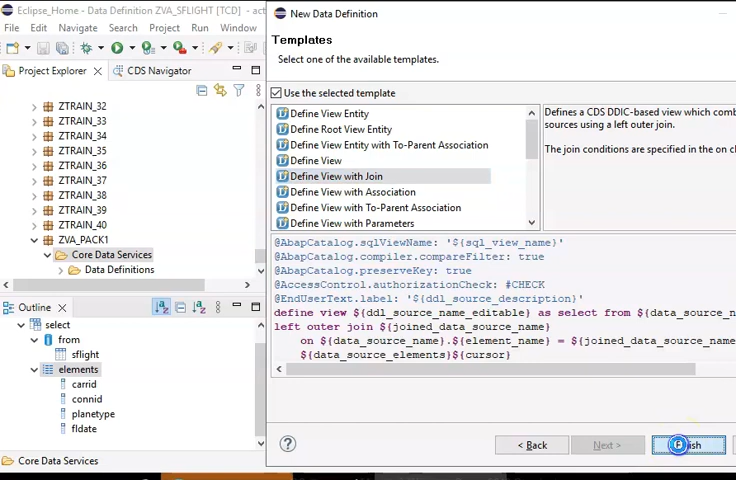 Eclipse_Home - Data Definition ZVA_SFLIGHT [TCD] - act
File Edit Navigate Search Project Run Window
Project Explorer
CDS Navigator
ZTRAIN_32
ZTRAIN_33
ZTRAIN_34
ZTRAIN_35
ZTRAIN_36
ZTRAIN_37
ZTRAIN_38
ZTRAIN_39
ZTRAIN_40
ZVA_PACK1
Core Data Services
Data Definitions
Outline
select
from
sflight
elements
carrid
connid
planetype
fldate
Core Data Services
New Data Definition
Templates
Select one of the available templates.
Use the selected template
Define View Entity
Define Root View Entity
Define View Entity with To-Parent Association
Define View
Define View with Join
Define View with Association
Define View with To-Parent Association
Define View with Parameters
Defines a CDS DDIC-based view which comb
sources using a left outer join.
The join conditions are specified in the on cl
@AbapCatalog.sqlViewName: '${sql_view_name}'
@AbapCatalog.compiler.compareFilter: true
@AbapCatalog.preserveKey: true
@AccessControl.authorizationCheck: #CHECK
@EndUserText.label: '${ddl_source_description}'
define view ${ddl_source_name_editable} as select from ${data_source_n
left outer join ${joined_data_source_name}
on ${data_source_name}.${element_name} = ${joined_data_source_name
${data_source_elements}${cursor}
?
< Back
Next >